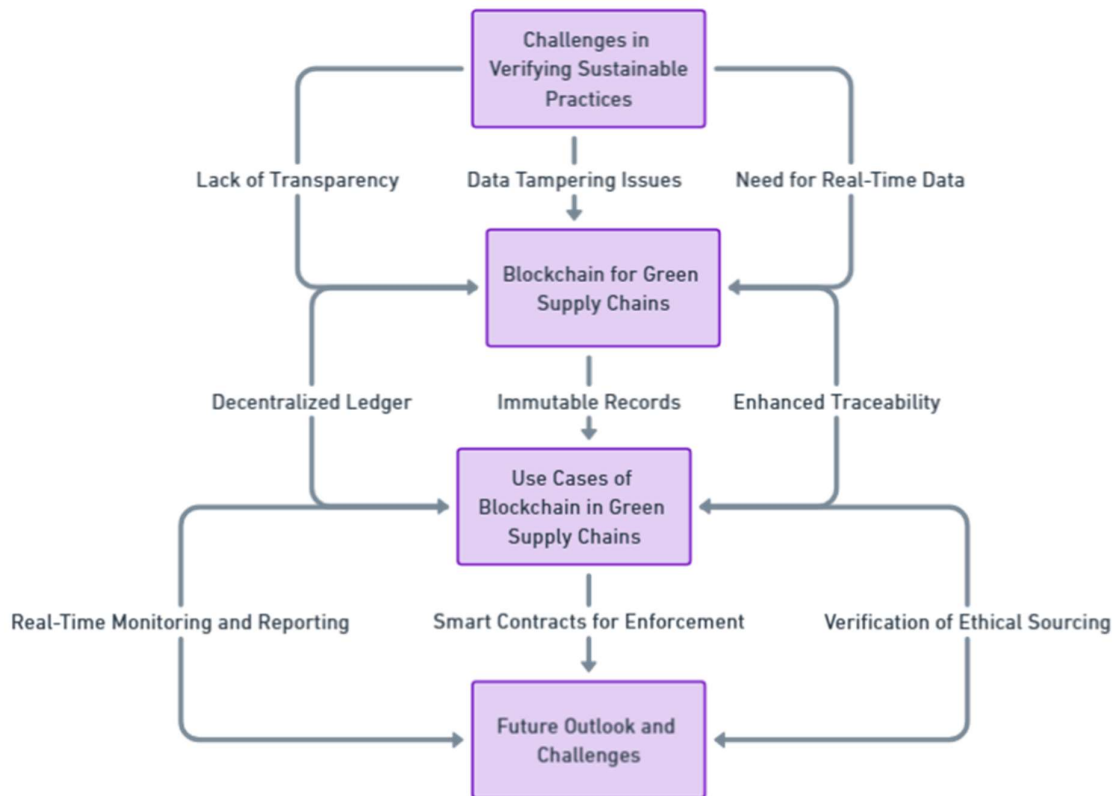 Challenges in
Verifying Sustainable
Practices
Lack of Transparency
Data Tampering Issues
Need for Real-Time Data
Blockchain for Green
Supply Chains
Decentralized Ledger
Immutable Records
Enhanced Traceability
Use Cases of
Blockchain in Green
Supply Chains
Real-Time Monitoring and Reporting
Smart Contracts for Enforcement
Verification of Ethical Sourcing
Future Outlook and
Challenges